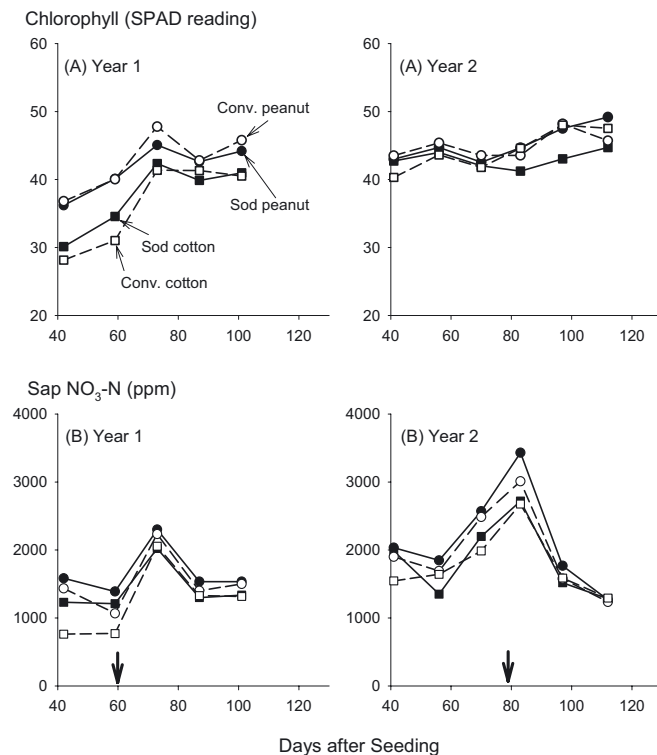 Chlorophyll (SPAD reading)
60
50
40
30
20
(A) Year 1
Conv. peanut
Sod peanut
Sod cotton
Conv. cotton
40 60 80 100 120
60
50
40
30
20
(A) Year 2
40 60 80 100 120
Sap NO₃-N (ppm)
4000
3000
2000
1000
0
(B) Year 1
40 60 80 100 120
4000
3000
2000
1000
0
(B) Year 2
40 60 80 100 120
Days after Seeding